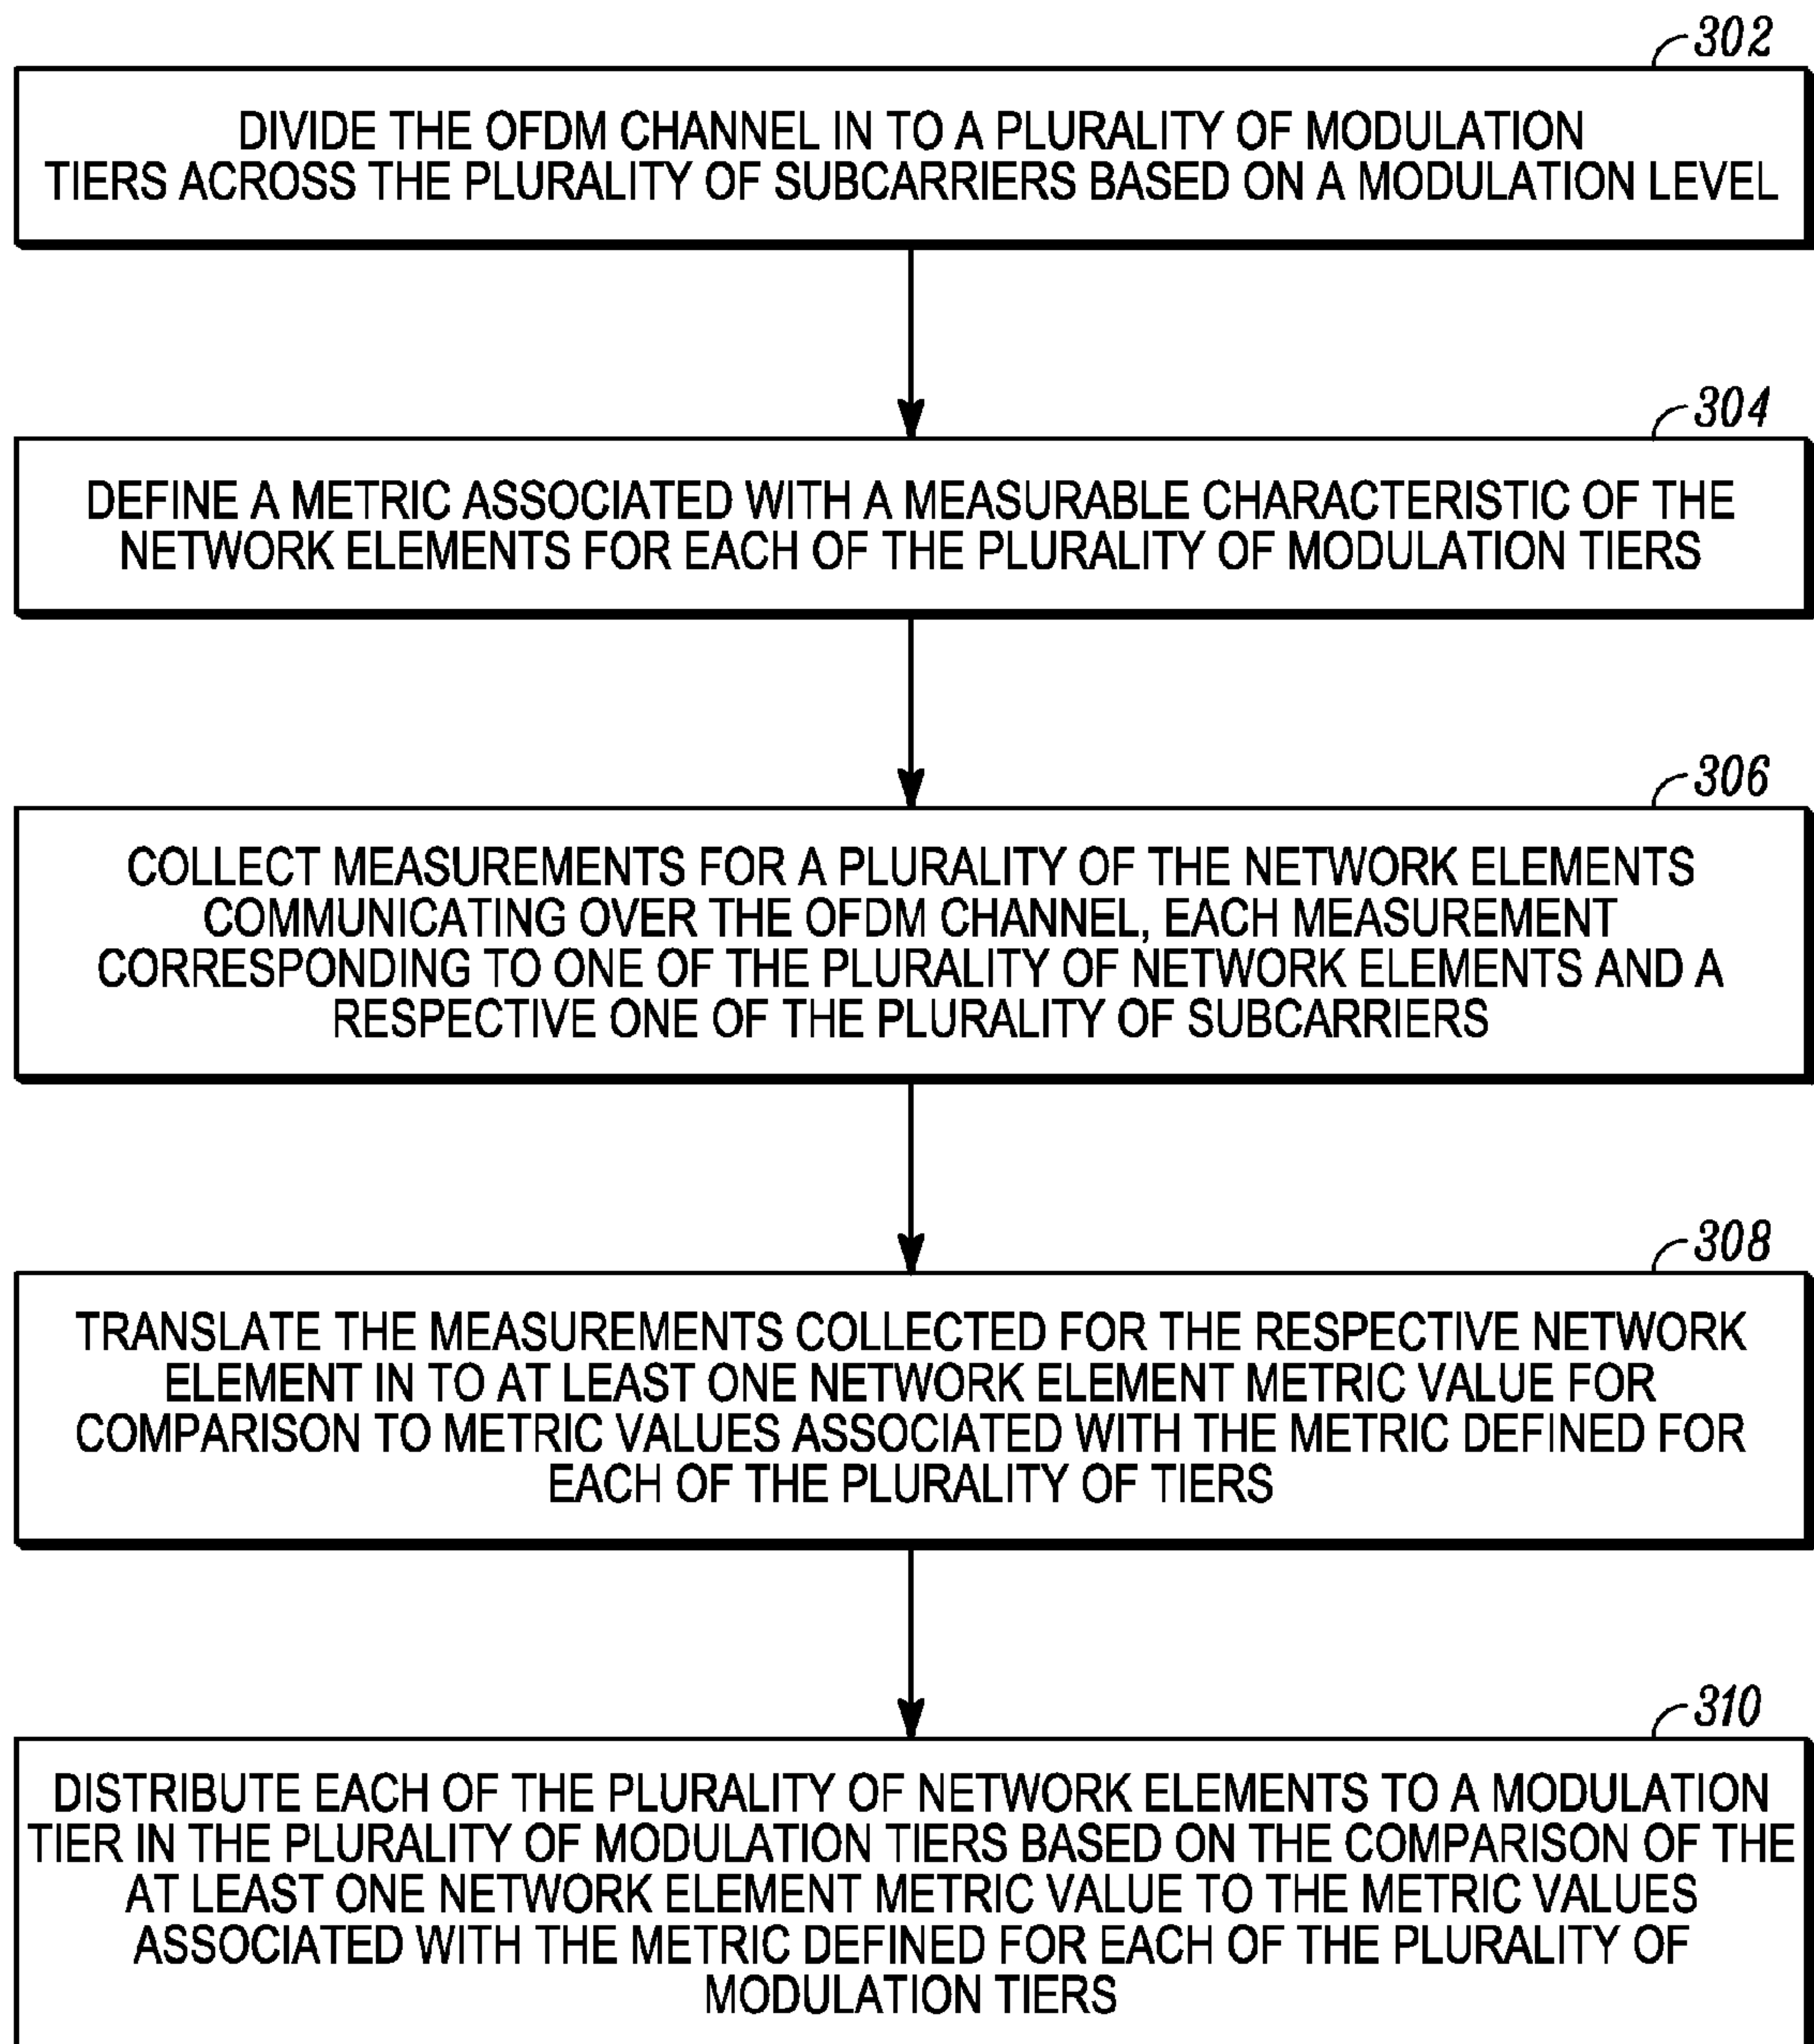 302
DIVIDE THE OFDM CHANNEL IN TO A PLURALITY OF MODULATION
TIERS ACROSS THE PLURALITY OF SUBCARRIERS BASED ON A MODULATION LEVEL
304
DEFINE A METRIC ASSOCIATED WITH A MEASURABLE CHARACTERISTIC OF THE
NETWORK ELEMENTS FOR EACH OF THE PLURALITY OF MODULATION TIERS
306
COLLECT MEASUREMENTS FOR A PLURALITY OF THE NETWORK ELEMENTS
COMMUNICATING OVER THE OFDM CHANNEL, EACH MEASUREMENT
CORRESPONDING TO ONE OF THE PLURALITY OF NETWORK ELEMENTS AND A
RESPECTIVE ONE OF THE PLURALITY OF SUBCARRIERS
308
TRANSLATE THE MEASUREMENTS COLLECTED FOR THE RESPECTIVE NETWORK
ELEMENT IN TO AT LEAST ONE NETWORK ELEMENT METRIC VALUE FOR
COMPARISON TO METRIC VALUES ASSOCIATED WITH THE METRIC DEFINED FOR
EACH OF THE PLURALITY OF TIERS
310
DISTRIBUTE EACH OF THE PLURALITY OF NETWORK ELEMENTS TO A MODULATION
TIER IN THE PLURALITY OF MODULATION TIERS BASED ON THE COMPARISON OF THE
AT LEAST ONE NETWORK ELEMENT METRIC VALUE TO THE METRIC VALUES
ASSOCIATED WITH THE METRIC DEFINED FOR EACH OF THE PLURALITY OF
MODULATION TIERS